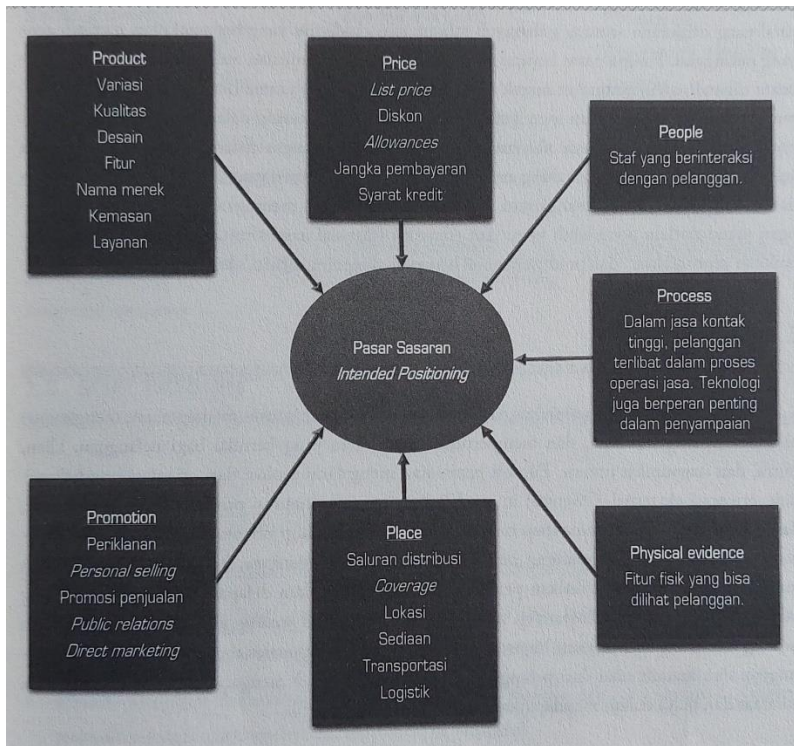 Product
Variasi
Kualitas
Desain
Fitur
Nama merek
Kemasan
Layanan
Price
List price
Diskon
Allowances
Jangka pembayaran
Syarat kredit
People
Staf yang berinteraksi
dengan pelanggan.
Pasar Sasaran
Intended Positioning
Process
Dalam jasa kontak
tinggi, pelanggan
terlibat dalam proses
operasi jasa. Teknologi
juga berperan penting
dalam penyampaian
Promotion
Periklanan
Personal selling
Promosi penjualan
Public relations
Direct marketing
Place
Saluran distribusi
Coverage
Lokasi
Sediaan
Transportasi
Logistik
Physical evidence
Fitur fisik yang bisa
dilihat pelanggan.